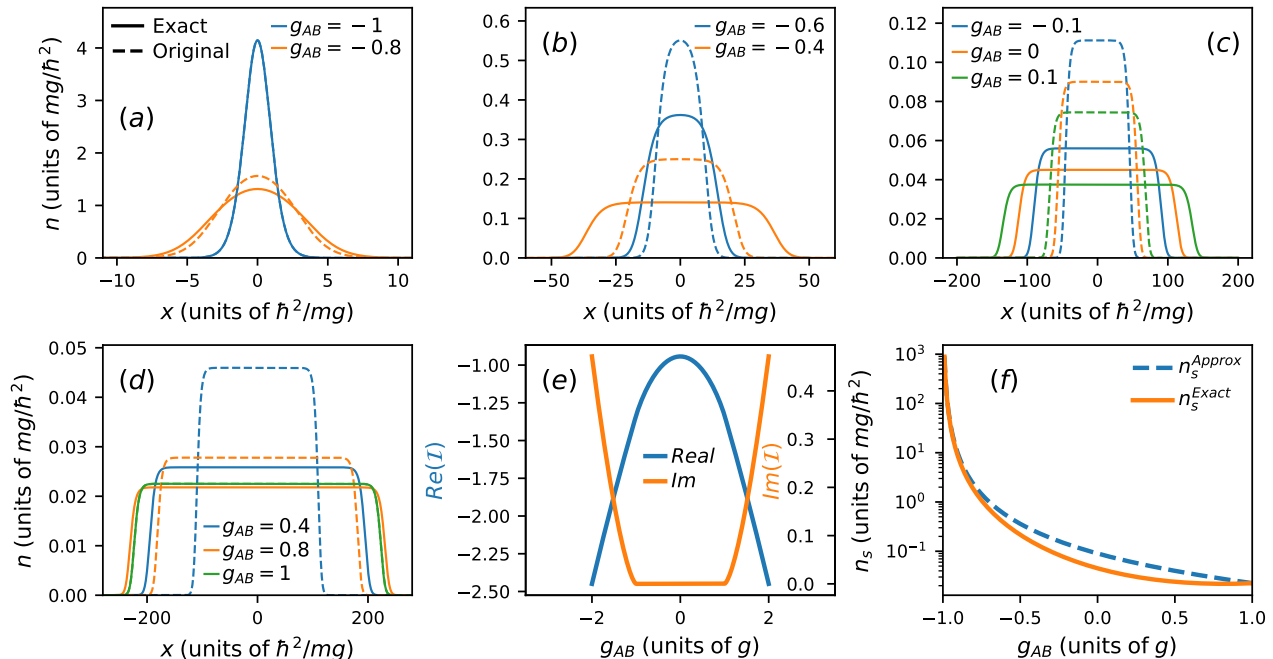 Exact
Original
g_AB = −1
g_AB = −0.8
(a)
n (units of mg/ħ²)
4
3
2
1
0
−10 −5 0 5 10
x (units of ħ²/mg)
(b)
g_AB = −0.6
g_AB = −0.4
0.6
0.5
0.4
0.3
0.2
0.1
0.0
−50 −25 0 25 50
x (units of ħ²/mg)
g_AB = −0.1
g_AB = 0
g_AB = 0.1
(c)
0.12
0.10
0.08
0.06
0.04
0.02
0.00
−200 −100 0 100 200
x (units of ħ²/mg)
(d)
n (units of mg/ħ²)
0.05
0.04
0.03
0.02
0.01
0.00
g_AB = 0.4
g_AB = 0.8
g_AB = 1
−200 0 200
x (units of ħ²/mg)
(e)
Re(ℐ)
−1.00
−1.25
−1.50
−1.75
−2.00
−2.25
−2.50
Real
Im
Im(ℐ)
0.4
0.3
0.2
0.1
0.0
−2 0 2
g_AB (units of g)
(f)
n_s^Approx
n_s^Exact
n_s (units of mg/ħ²)
10³
10²
10¹
10⁰
10⁻¹
−1.0 −0.5 0.0 0.5 1.0
g_AB (units of g)